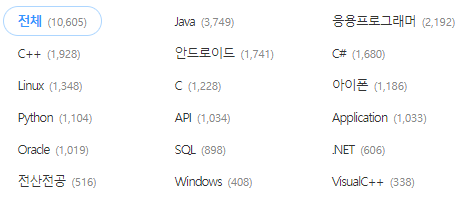 전체 (10,605) Java (3,749) 응용프로그래머 (2,192)
C++ (1,928) 안드로이드 (1,741) C# (1,680)
Linux (1,348) C (1,228) 아이폰 (1,186)
Python (1,104) API (1,034) Application (1,033)
Oracle (1,019) SQL (898) .NET (606)
전산전공 (516) Windows (408) VisualC++ (338)